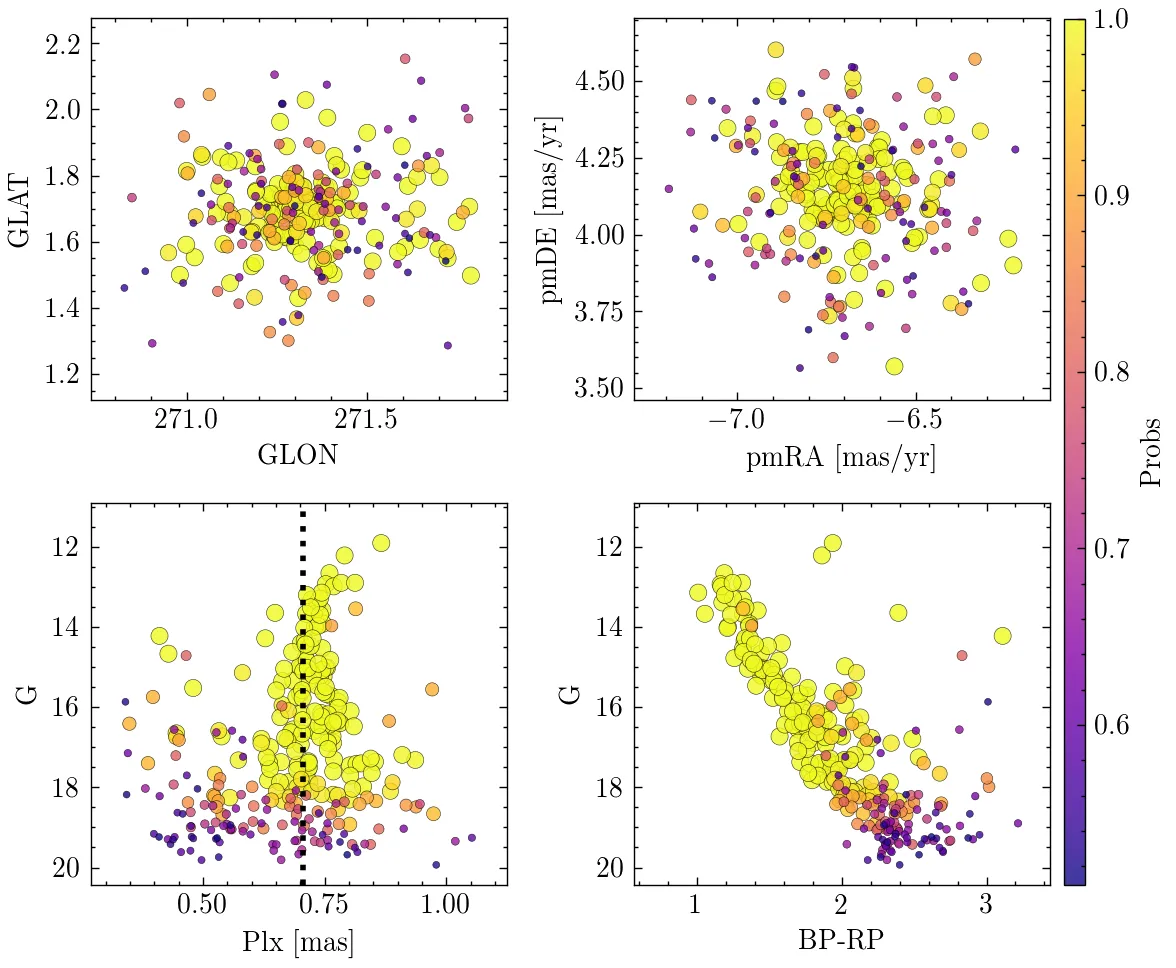 2.2
2.0
1.8
1.6
1.4
1.2
GLAT
271.0 271.5
GLON
4.50
4.25
4.00
3.75
3.50
pmDE [mas/yr]
−7.0 −6.5
pmRA [mas/yr]
12
14
16
18
20
G
0.50 0.75 1.00
Plx [mas]
12
14
16
18
20
G
1 2 3
BP-RP
1.0
0.9
0.8
0.7
0.6
Probs